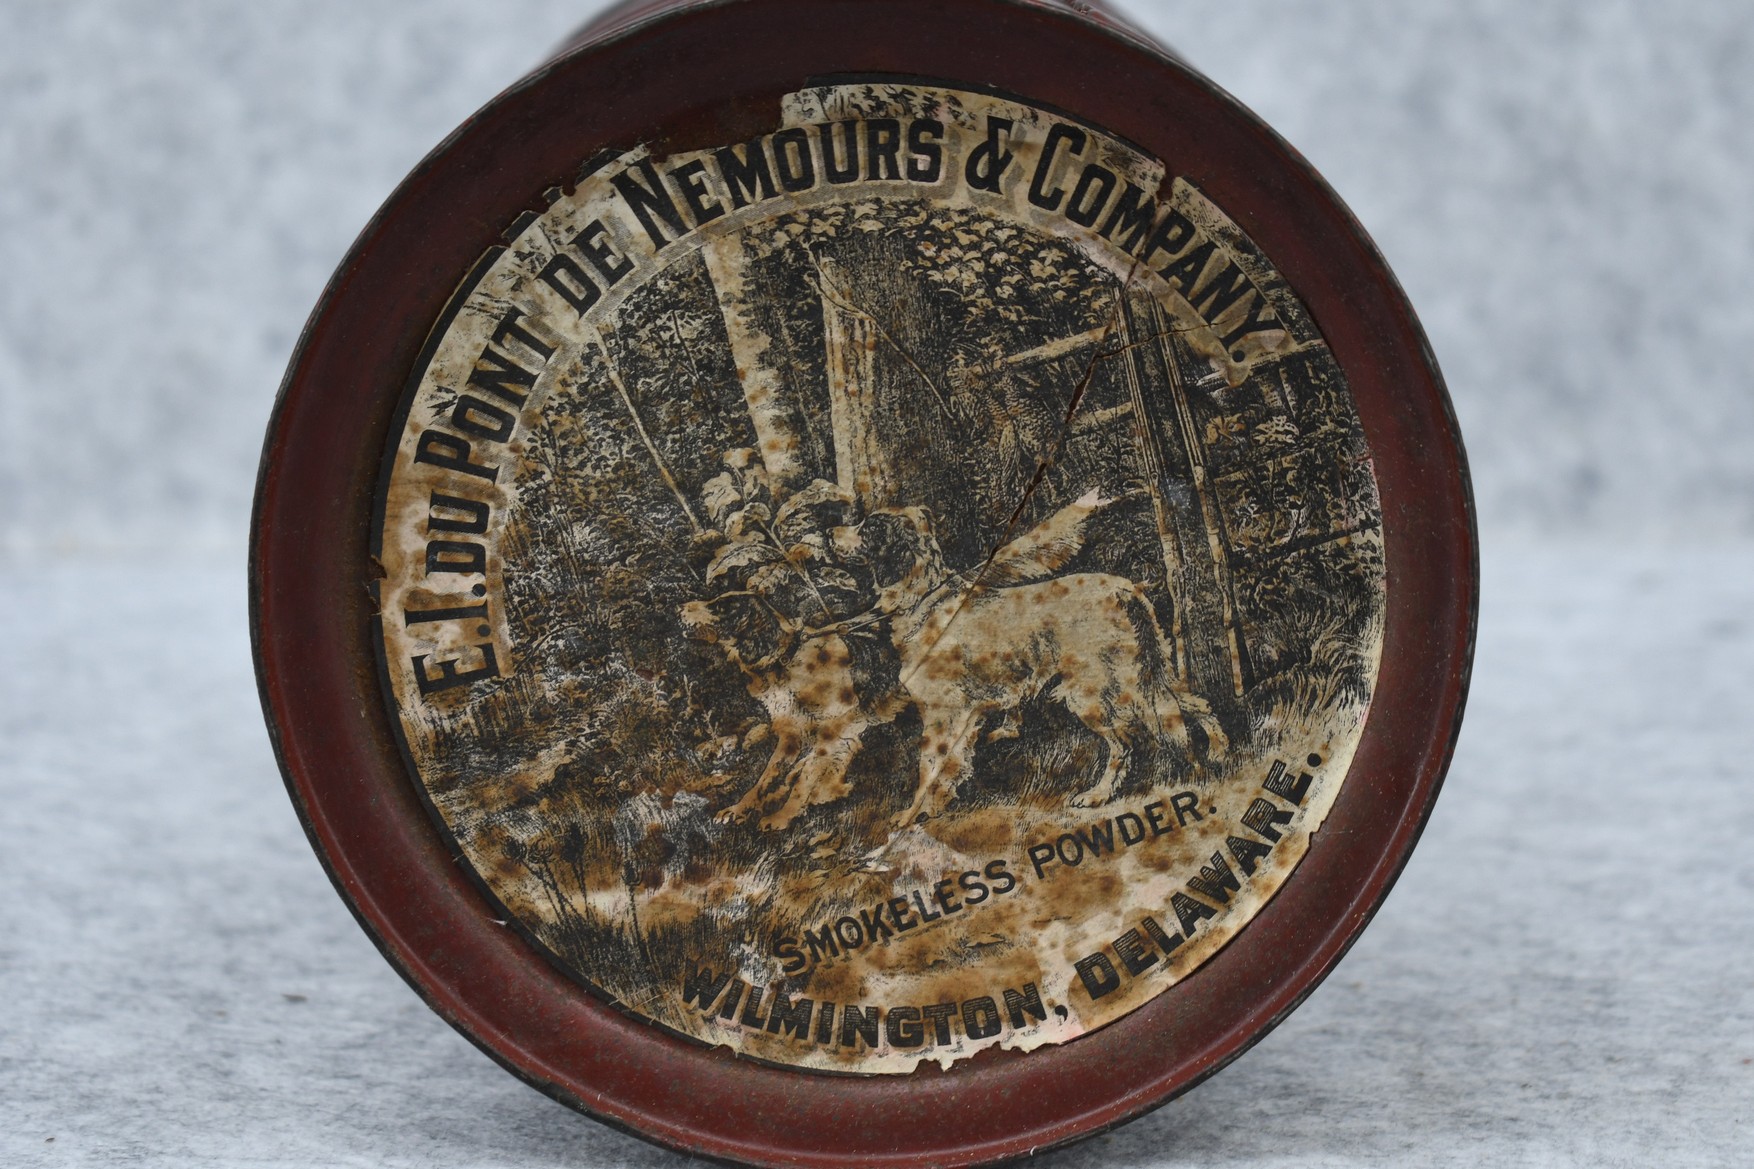 E. I. DU PONT DE NEMOURS & COMPANY.
SMOKELESS POWDER.
WILMINGTON, DELAWARE.